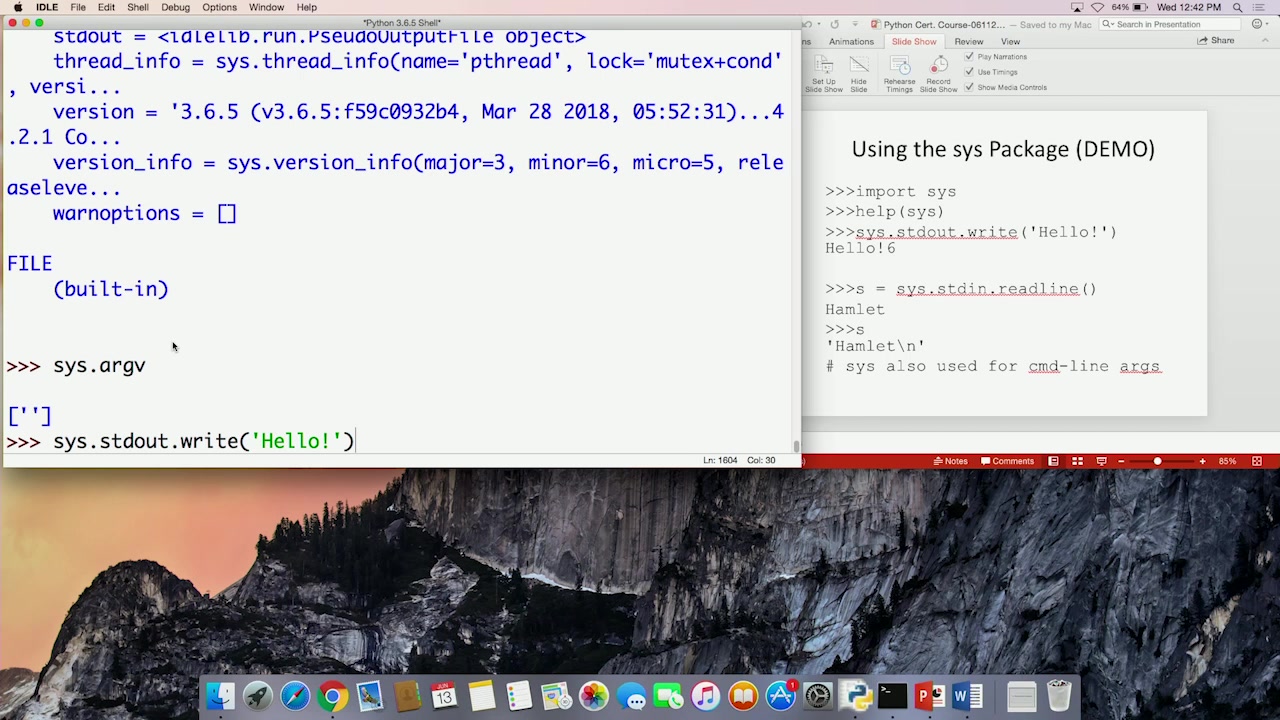 IDLE File Edit Shell Debug Options Window Help
64% Wed 12:42 PM
*Python 3.6.5 Shell*
stdout = <idlelib.run.PseudoOutputFile object>
thread_info = sys.thread_info(name='pthread', lock='mutex+cond'
, versi...
version = '3.6.5 (v3.6.5:f59c0932b4, Mar 28 2018, 05:52:31)...4
.2.1 Co...
version_info = sys.version_info(major=3, minor=6, micro=5, rele
aseleve...
warnoptions = []
FILE
(built-in)
>>> sys.argv
['']
>>> sys.stdout.write('Hello!')
Ln: 1604 Col: 30
Python Cert. Course-06112... — Saved to my Mac
Search in Presentation
ns Animations Slide Show Review View
Share
Set Up
Slide Show
Hide
Slide
Rehearse
Timings
Record
Slide Show
Play Narrations
Use Timings
Show Media Controls
Using the sys Package (DEMO)
>>>import sys
>>>help(sys)
>>>sys.stdout.write('Hello!')
Hello!6
>>>s = sys.stdin.readline()
Hamlet
>>>s
'Hamlet\n'
# sys also used for cmd-line args
Notes Comments
85%
JUN
13
1